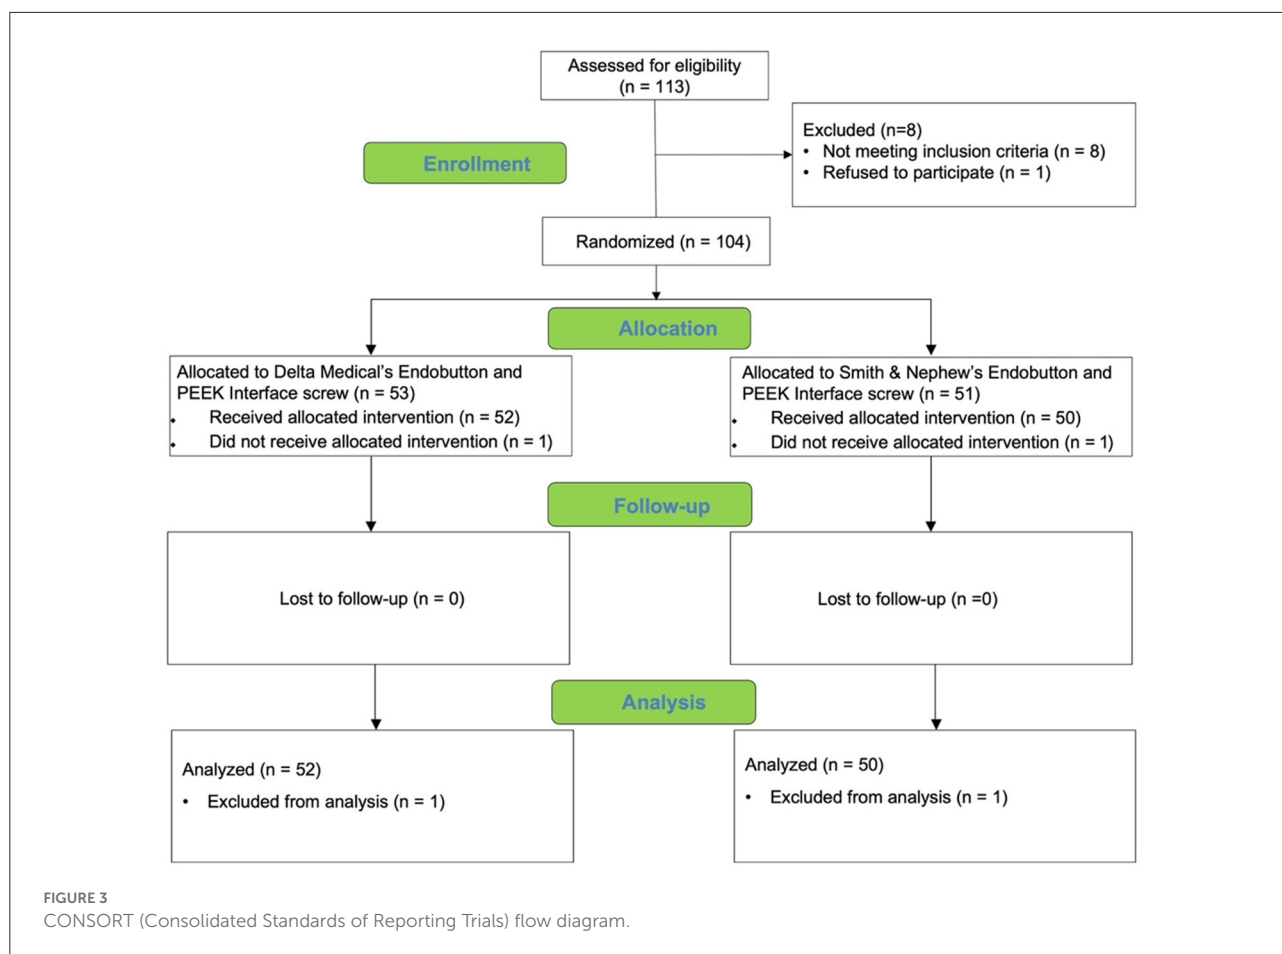 Assessed for eligibility
(n = 113)
Excluded (n=8)
• Not meeting inclusion criteria (n = 8)
• Refused to participate (n = 1)
Enrollment
Randomized (n = 104)
Allocation
Allocated to Delta Medical’s Endobutton and
PEEK Interface screw (n = 53)
⬩ Received allocated intervention (n = 52)
⬩ Did not receive allocated intervention (n = 1)
Allocated to Smith & Nephew’s Endobutton and
PEEK Interface screw (n = 51)
⬩ Received allocated intervention (n = 50)
⬩ Did not receive allocated intervention (n = 1)
Follow-up
Lost to follow-up (n = 0)
Lost to follow-up (n =0)
Analysis
Analyzed (n = 52)
• Excluded from analysis (n = 1)
Analyzed (n = 50)
• Excluded from analysis (n = 1)
FIGURE 3
CONSORT (Consolidated Standards of Reporting Trials) flow diagram.